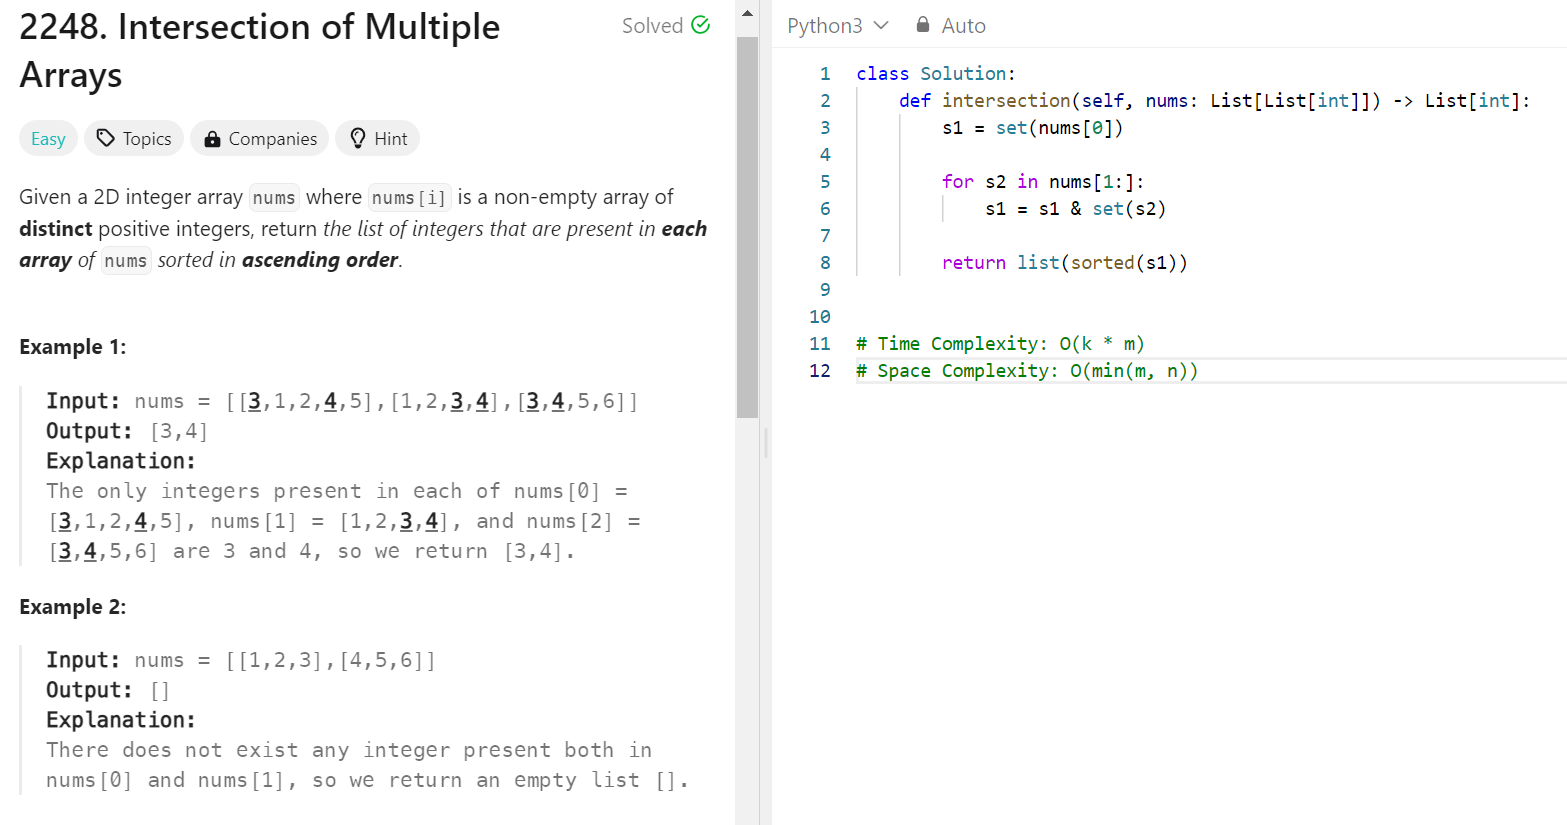 2248. Intersection of Multiple
Arrays
Solved
Easy
Topics
Companies
Hint
Given a 2D integer array nums where nums[i] is a non-empty array of
distinct positive integers, return the list of integers that are present in each
array of nums sorted in ascending order.
Example 1:
Input: nums = [[3,1,2,4,5],[1,2,3,4],[3,4,5,6]]
Output: [3,4]
Explanation:
The only integers present in each of nums[0] =
[3,1,2,4,5], nums[1] = [1,2,3,4], and nums[2] =
[3,4,5,6] are 3 and 4, so we return [3,4].
Example 2:
Input: nums = [[1,2,3],[4,5,6]]
Output: []
Explanation:
There does not exist any integer present both in
nums[0] and nums[1], so we return an empty list [].
Python3
Auto
1 class Solution:
2     def intersection(self, nums: List[List[int]]) -> List[int]:
3         s1 = set(nums[0])
4
5         for s2 in nums[1:]:
6             s1 = s1 & set(s2)
7
8         return list(sorted(s1))
9
10
11 # Time Complexity: O(k * m)
12 # Space Complexity: O(min(m, n))